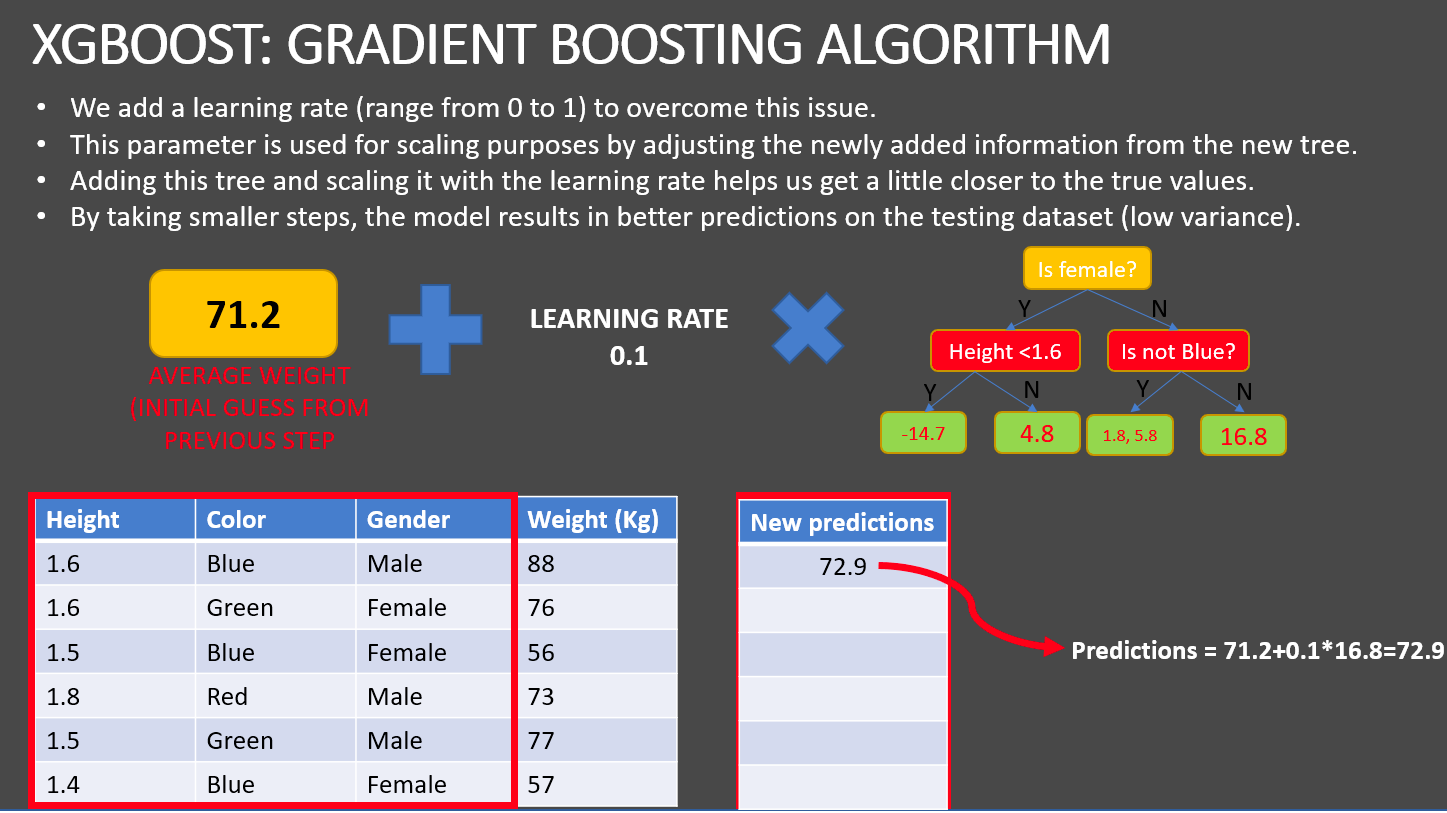 XGBOOST: GRADIENT BOOSTING ALGORITHM
• We add a learning rate (range from 0 to 1) to overcome this issue.
• This parameter is used for scaling purposes by adjusting the newly added information from the new tree.
• Adding this tree and scaling it with the learning rate helps us get a little closer to the true values.
• By taking smaller steps, the model results in better predictions on the testing dataset (low variance).
71.2
AVERAGE WEIGHT
(INITIAL GUESS FROM
PREVIOUS STEP
LEARNING RATE
0.1
Is female?
Y N
Height <1.6 Is not Blue?
Y N Y N
-14.7 4.8 1.8, 5.8 16.8
Height Color Gender Weight (Kg)
1.6 Blue Male 88
1.6 Green Female 76
1.5 Blue Female 56
1.8 Red Male 73
1.5 Green Male 77
1.4 Blue Female 57
New predictions
72.9
Predictions = 71.2+0.1*16.8=72.9